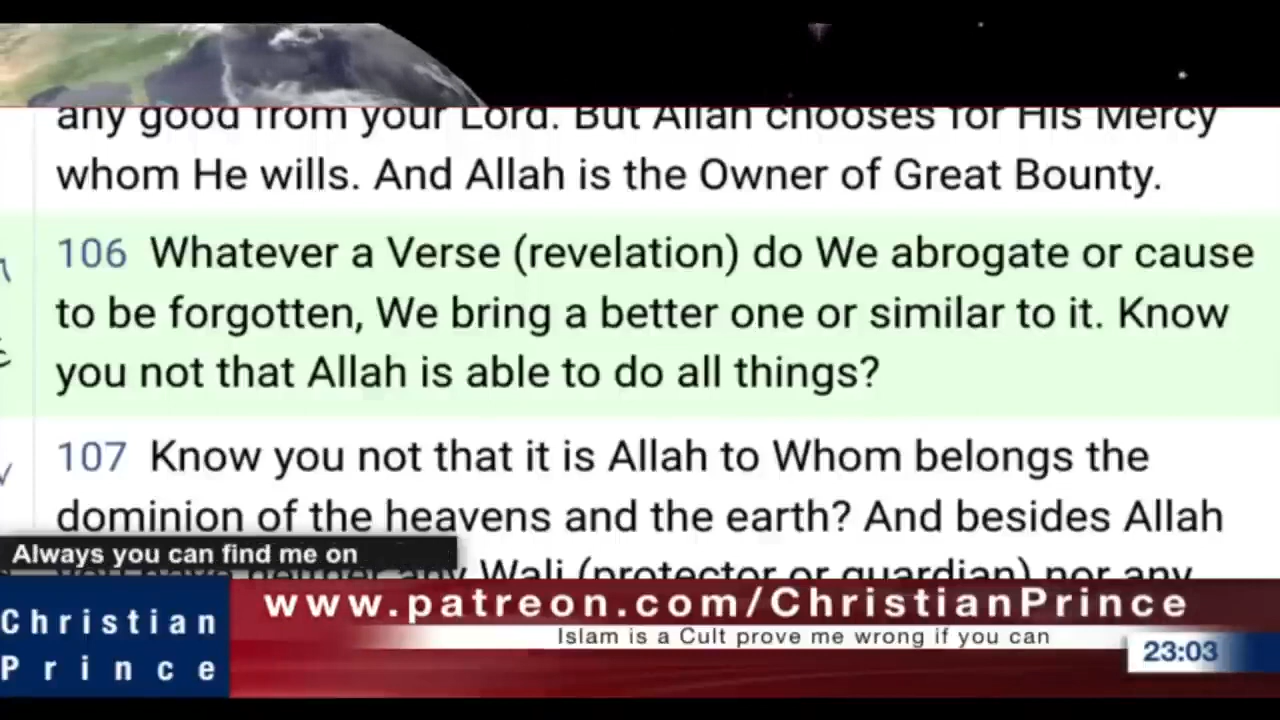 any good from your Lord. But Allah chooses for His Mercy
whom He wills. And Allah is the Owner of Great Bounty.
106 Whatever a Verse (revelation) do We abrogate or cause
to be forgotten, We bring a better one or similar to it. Know
you not that Allah is able to do all things?
107 Know you not that it is Allah to Whom belongs the
dominion of the heavens and the earth? And besides Allah
you have neither any Wali (protector or guardian) nor any
Always you can find me on
www.patreon.com/ChristianPrince
Islam is a Cult prove me wrong if you can
Christian
Prince
23:03